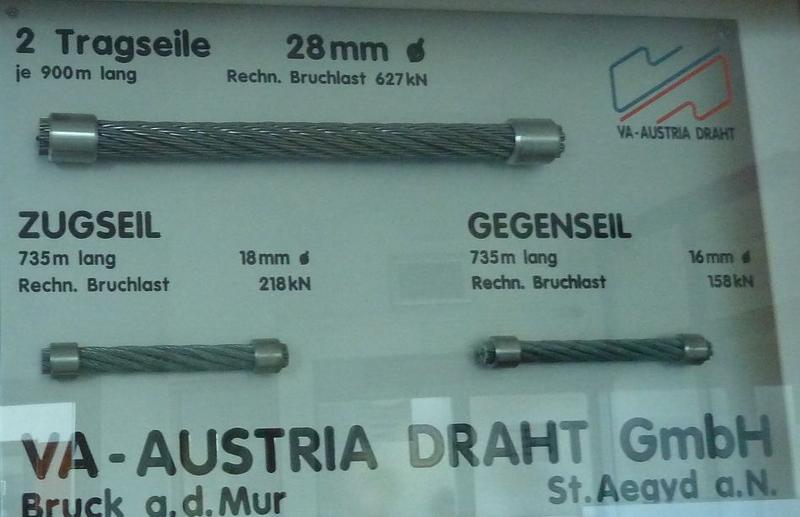 2 Tragseile 28mm ø
je 900m lang Rechn. Bruchlast 627kN
VA-AUSTRIA DRAHT
ZUGSEIL
735m lang 18mm ø
Rechn. Bruchlast 218kN
GEGENSEIL
735m lang 16mm ø
Rechn. Bruchlast 158kN
VA-AUSTRIA DRAHT GmbH
Bruck a.d.Mur St.Aegyd a.N.